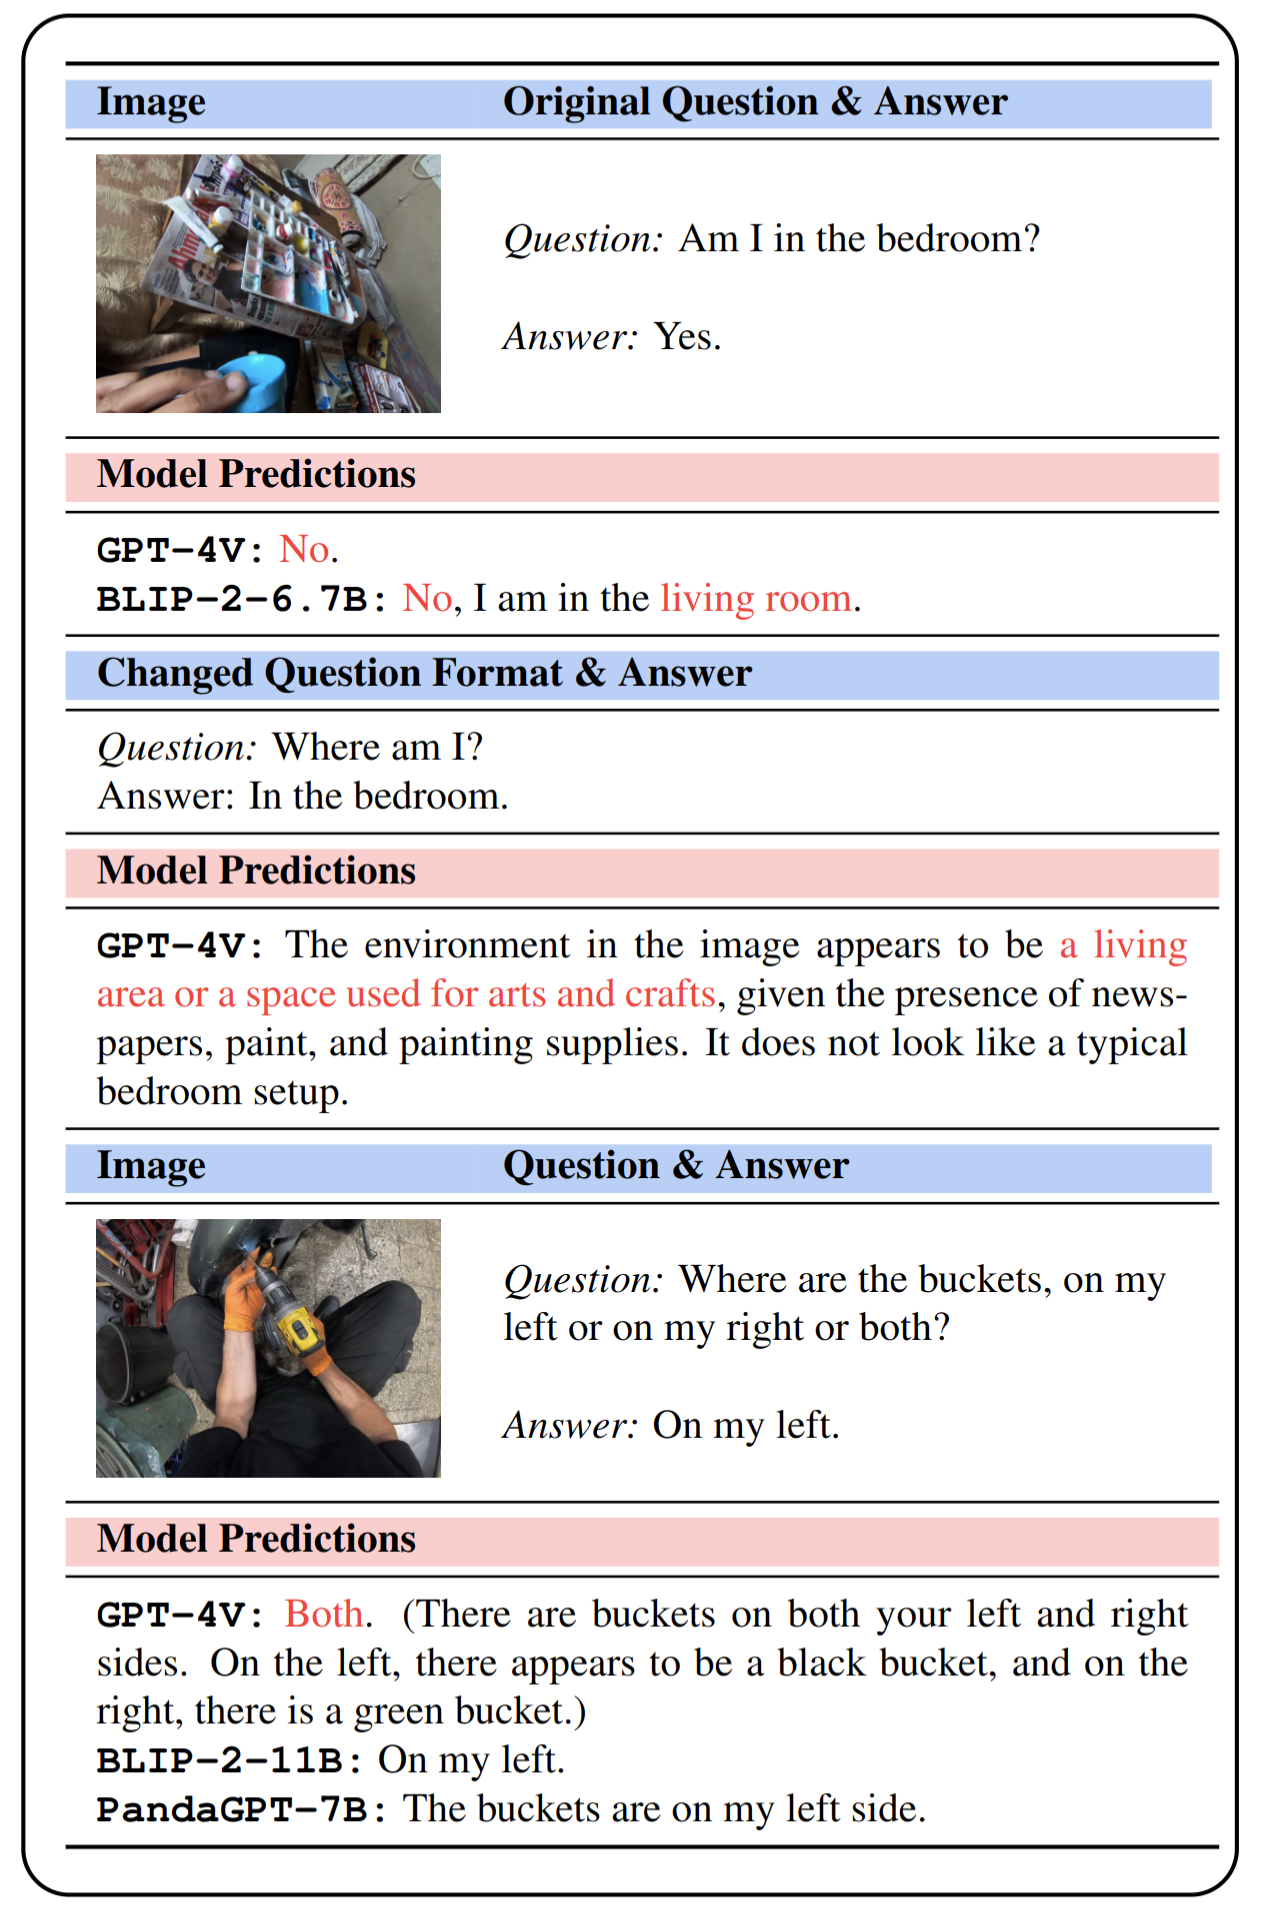 Image Original Question & Answer
Question: Am I in the bedroom?
Answer: Yes.
Model Predictions
GPT-4V: No.
BLIP-2-6.7B: No, I am in the living room.
Changed Question Format & Answer
Question: Where am I?
Answer: In the bedroom.
Model Predictions
GPT-4V: The environment in the image appears to be a living
area or a space used for arts and crafts, given the presence of news-
papers, paint, and painting supplies. It does not look like a typical
bedroom setup.
Image Question & Answer
Question: Where are the buckets, on my
left or on my right or both?
Answer: On my left.
Model Predictions
GPT-4V: Both. (There are buckets on both your left and right
sides. On the left, there appears to be a black bucket, and on the
right, there is a green bucket.)
BLIP-2-11B: On my left.
PandaGPT-7B: The buckets are on my left side.